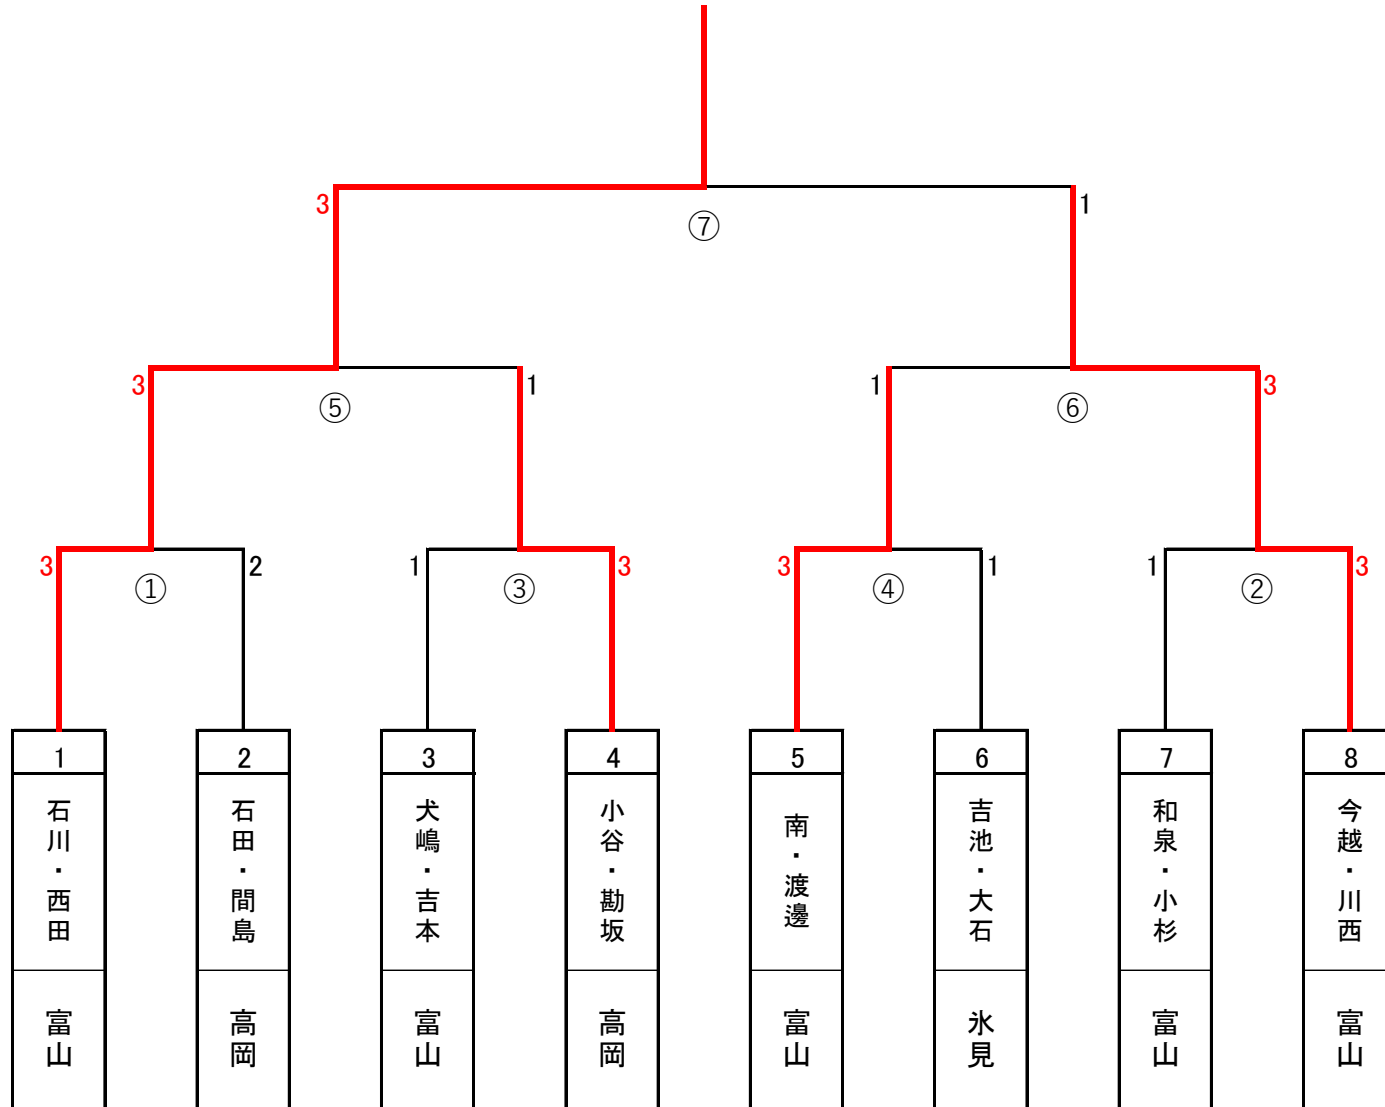 3
1
⑦
3
1
1
3
⑤
⑥
3
2
1
3
3
1
1
3
①
③
④
②
1
2
3
4
5
6
7
8
石川・西田
石田・間島
犬嶋・吉本
小谷・勘坂
南・渡邊
吉池・大石
和泉・小杉
今越・川西
富山
高岡
富山
高岡
富山
氷見
富山
富山